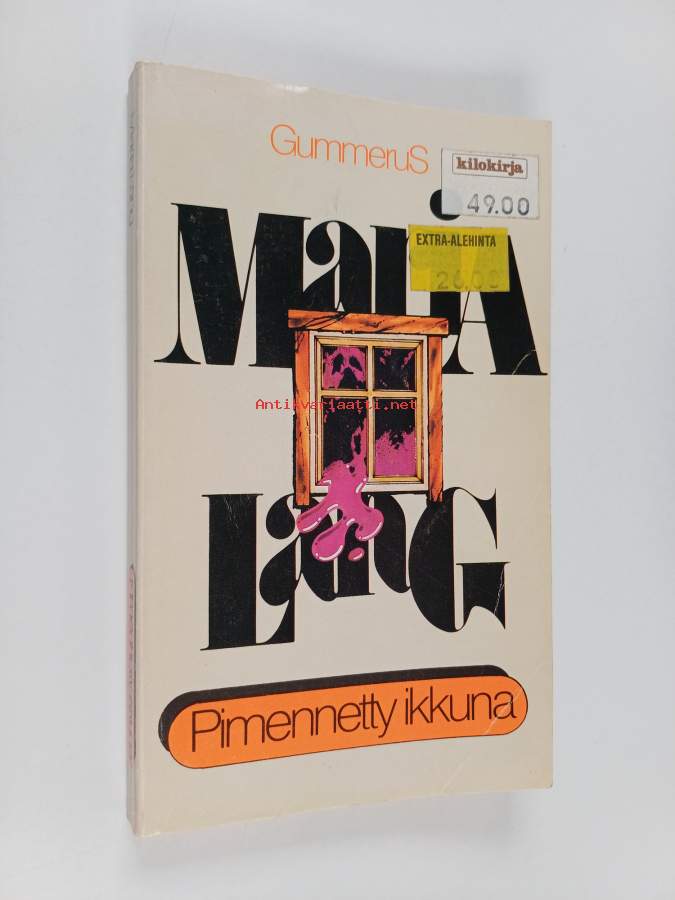 GummeruS
kilokirja
49.00
MariA
EXTRA-ALEHINTA
Antikvariaatti.net
LanG
Pimennetty ikkuna